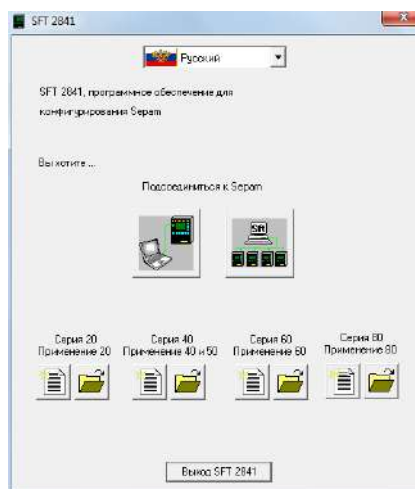 SFT 2841
Русский
SFT 2841, программное обеспечение для
конфигурирования Sepam
Вы хотите ...
Подсоединиться к Sepam
Sft
Серия 20
Применение 20
Серия 40
Применение 40 и 50
Серия 60
Применение 60
Серия 80
Применение 80
Выход SFT 2841